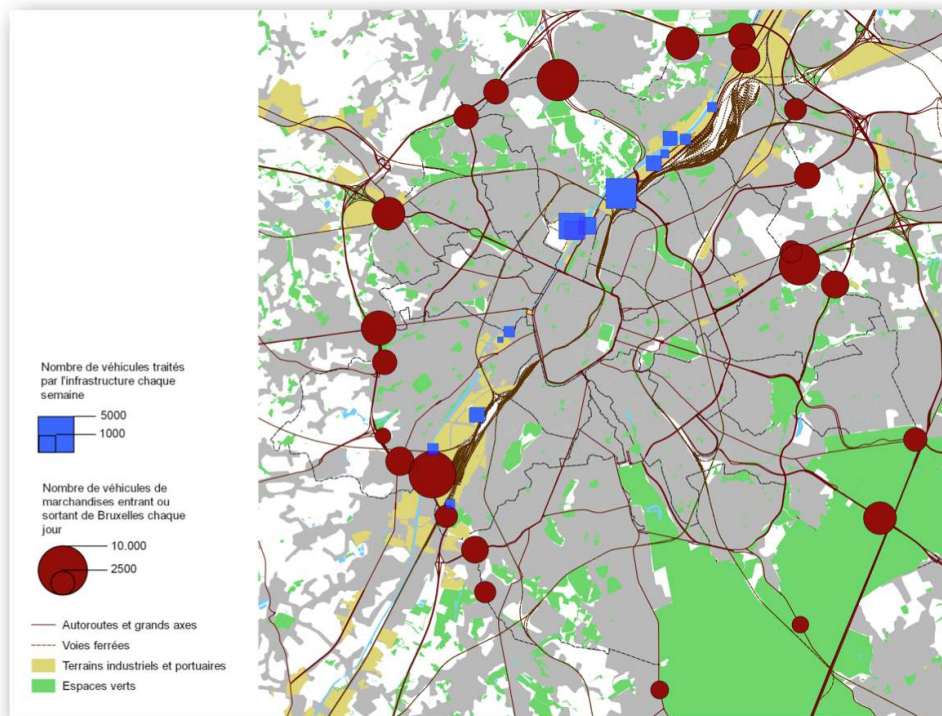 Nombre de véhicules traités
par l'infrastructure chaque
semaine
5000
1000
Nombre de véhicules de
marchandises entrant ou
sortant de Bruxelles chaque
jour
10.000
2500
Autoroutes et grands axes
Voies ferrées
Terrains industriels et portuaires
Espaces verts